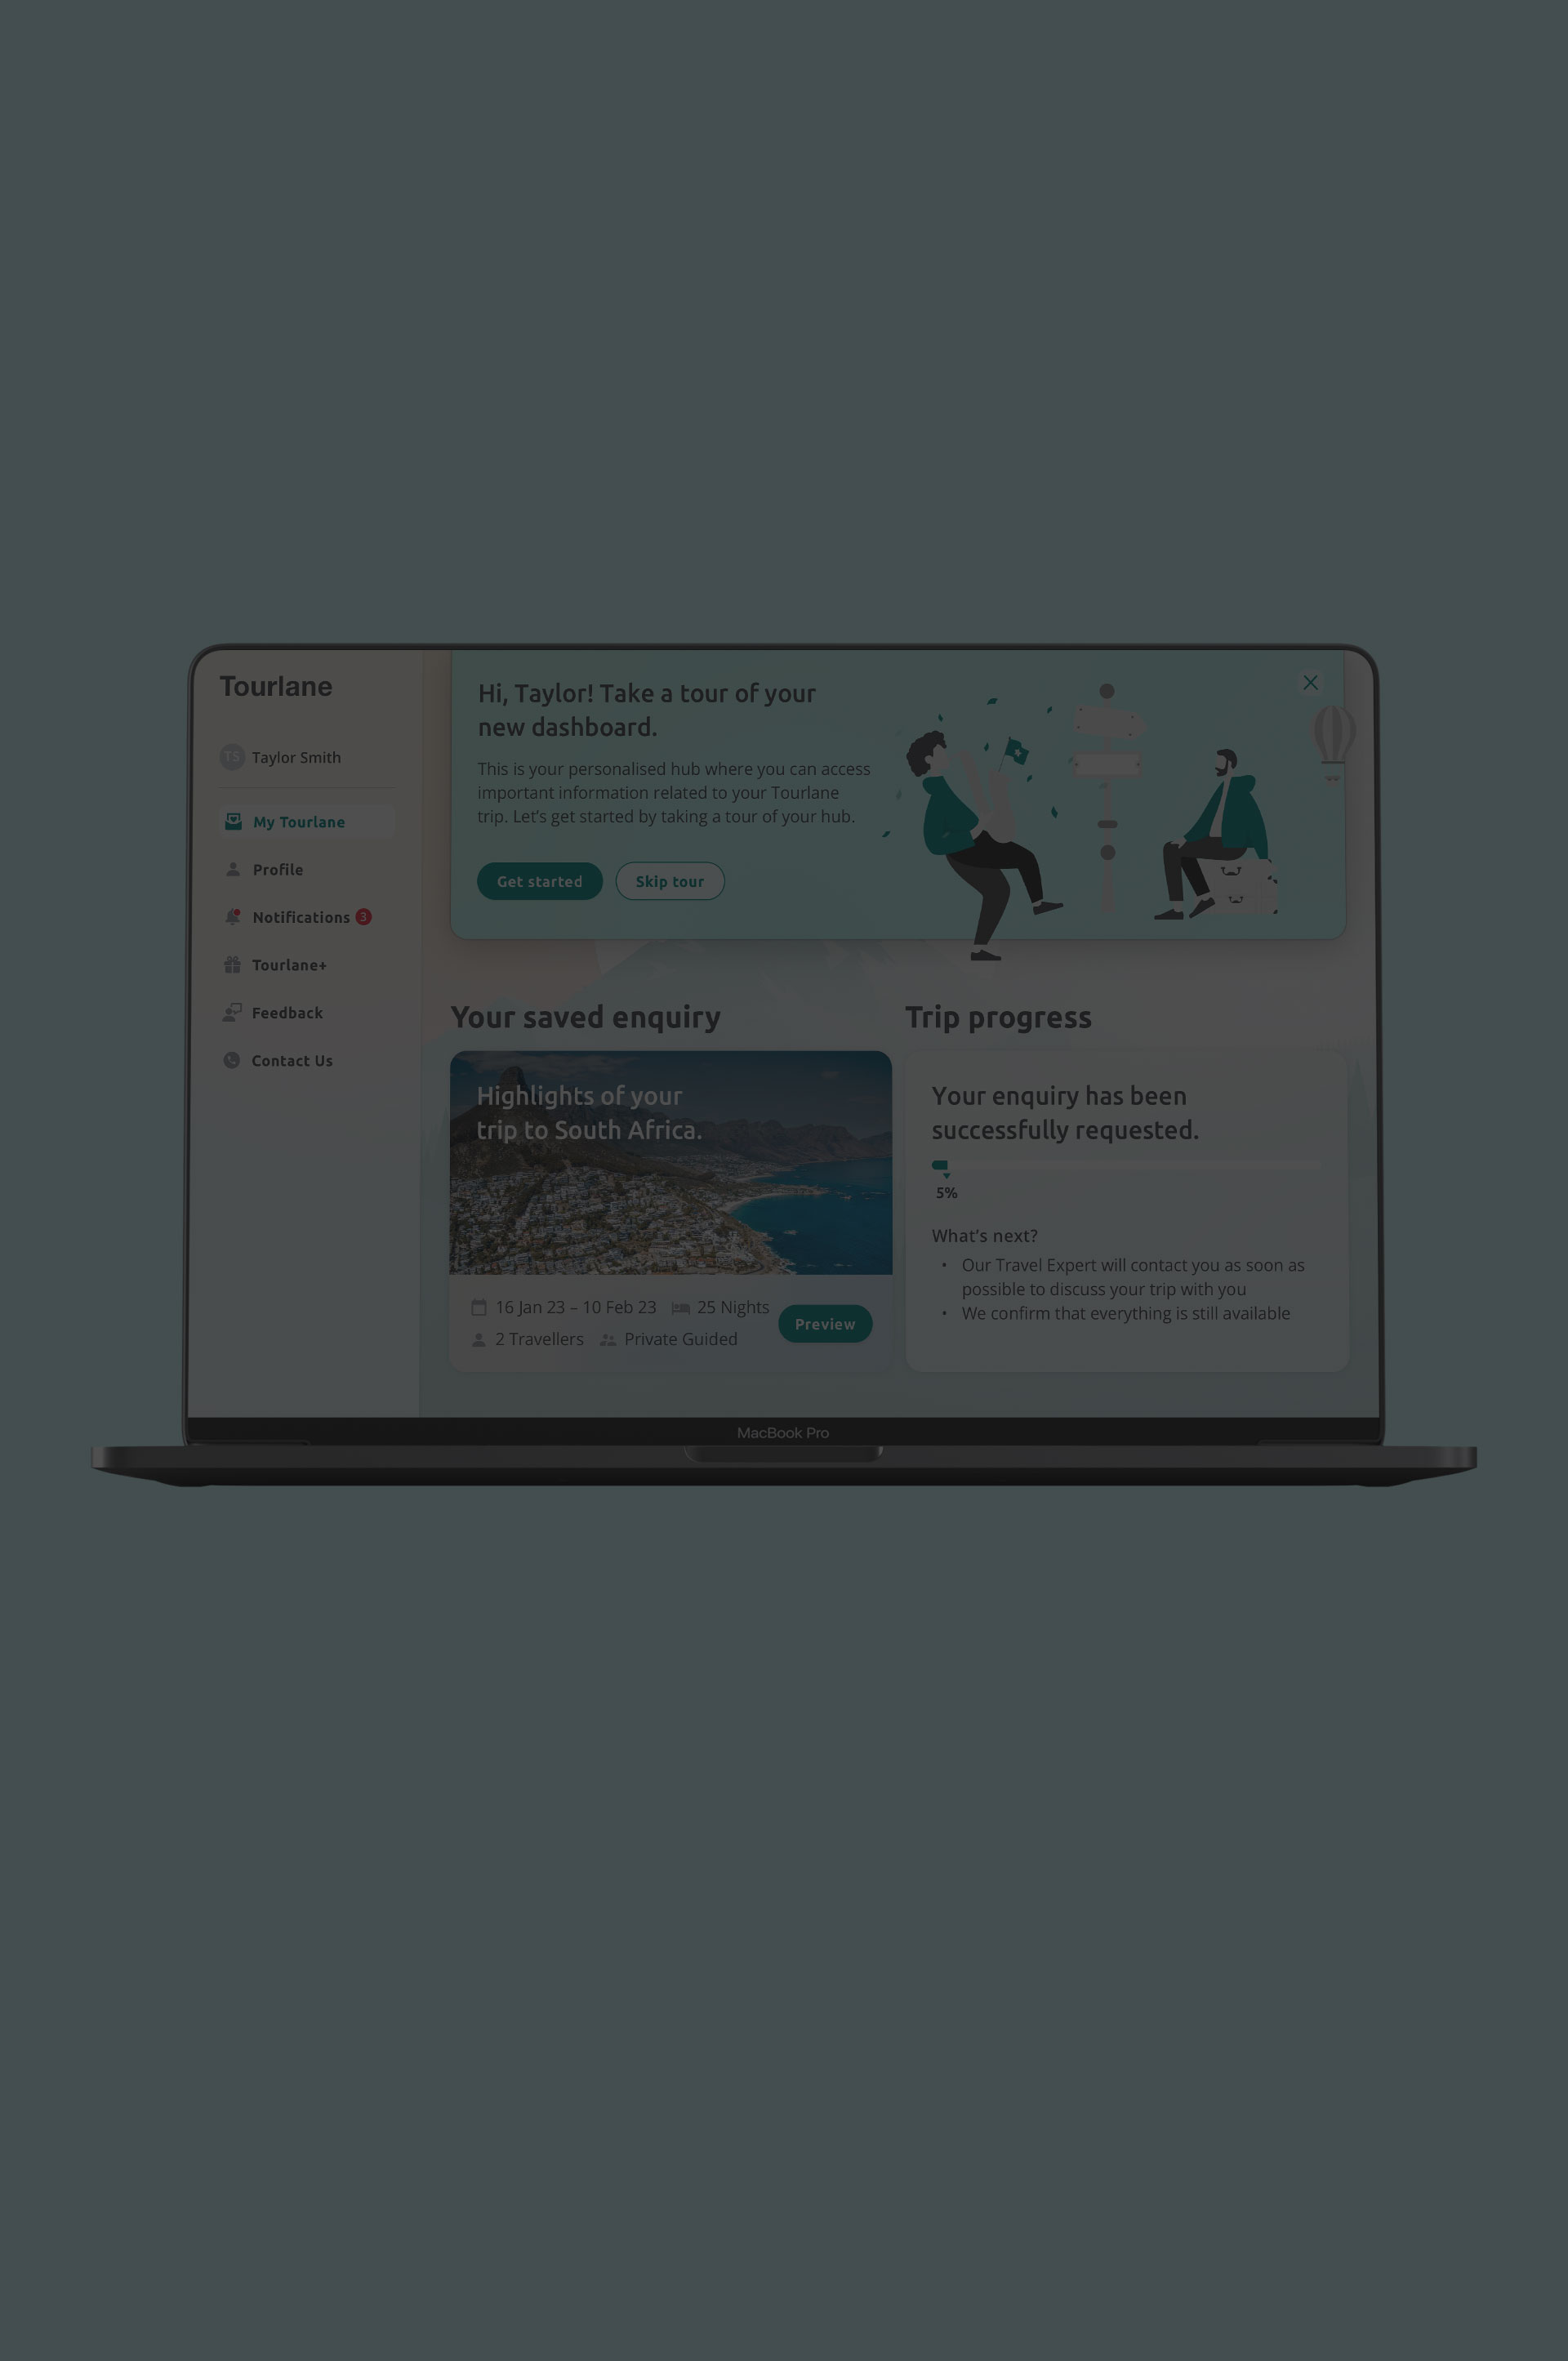 Tourlane
TS Taylor Smith
My Tourlane
Profile
Notifications 3
Tourlane+
Feedback
Contact Us
Hi, Taylor! Take a tour of your
new dashboard.
This is your personalised hub where you can access
important information related to your Tourlane
trip. Let's get started by taking a tour of your hub.
Get started
Skip tour
Your saved enquiry
Highlights of your
trip to South Africa.
16 Jan 23 – 10 Feb 23
25 Nights
2 Travellers
Private Guided
Preview
Trip progress
Your enquiry has been
successfully requested.
5%
What's next?
• Our Travel Expert will contact you as soon as
possible to discuss your trip with you
• We confirm that everything is still available
MacBook Pro